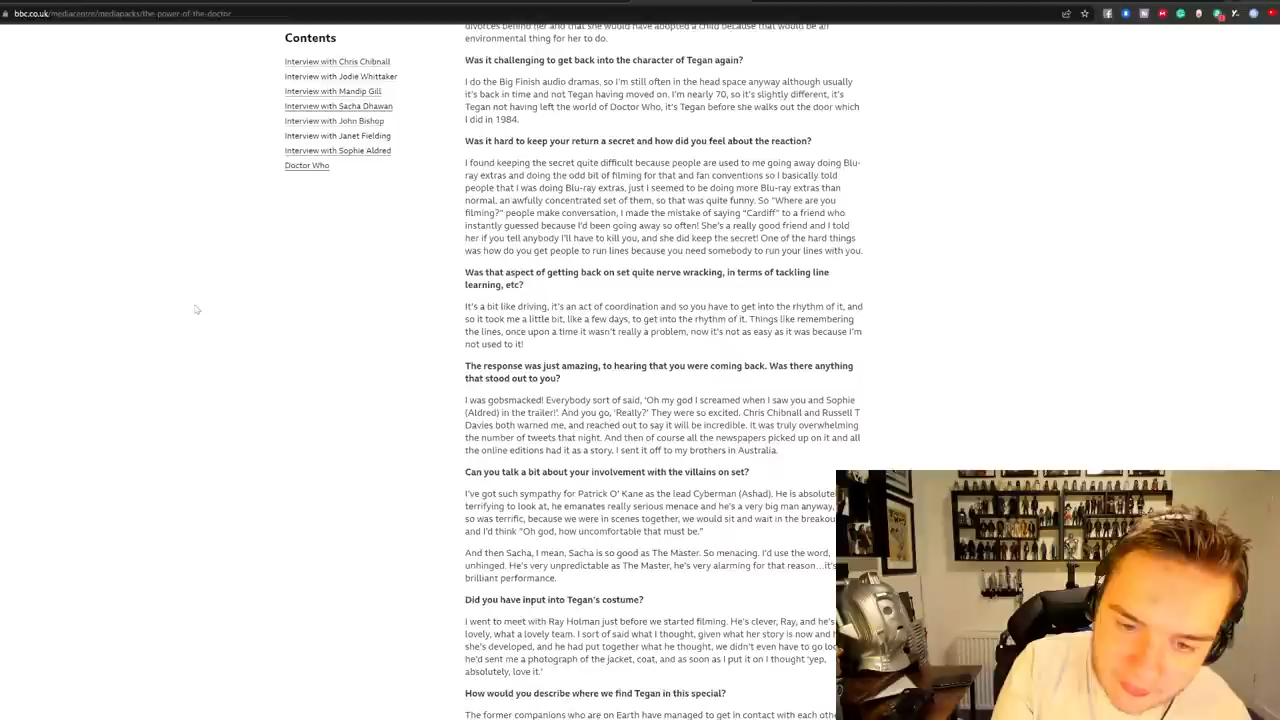 bbc.co.uk/mediacentre/mediapacks/the-power-of-the-doctor
Contents
Interview with Chris Chibnall
Interview with Jodie Whittaker
Interview with Mandip Gill
Interview with Sacha Dhawan
Interview with John Bishop
Interview with Janet Fielding
Interview with Sophie Aldred
Doctor Who
divorces behind her and that she would have adopted a child because that would be an
environmental thing for her to do.
Was it challenging to get back into the character of Tegan again?
I do the Big Finish audio dramas, so I'm still often in the head space anyway although usually
it's back in time and not Tegan having moved on. I'm nearly 70, so it's slightly different, it's
Tegan not having left the world of Doctor Who, it's Tegan before she walks out the door which
I did in 1984.
Was it hard to keep your return a secret and how did you feel about the reaction?
I found keeping the secret quite difficult because people are used to me going away doing Blu-
ray extras and doing the odd bit of filming for that and fan conventions so I basically told
people that I was doing Blu-ray extras, just I seemed to be doing more Blu-ray extras than
normal, an awfully concentrated set of them, so that was quite funny. So "Where are you
filming?" people make conversation, I made the mistake of saying "Cardiff" to a friend who
instantly guessed because I'd been going away so often! She's a really good friend and I told
her if you tell anybody I'll have to kill you, and she did keep the secret! One of the hard things
was how do you get people to run lines because you need somebody to run your lines with you.
Was that aspect of getting back on set quite nerve wracking, in terms of tackling line
learning, etc?
It's a bit like driving, it's an act of coordination and so you have to get into the rhythm of it, and
so it took me a little bit, like a few days, to get into the rhythm of it. Things like remembering
the lines, once upon a time it wasn't really a problem, now it's not as easy as it was because I'm
not used to it!
The response was just amazing, to hearing that you were coming back. Was there anything
that stood out to you?
I was gobsmacked! Everybody sort of said, 'Oh my god I screamed when I saw you and Sophie
(Aldred) in the trailer!'. And you go, 'Really?' They were so excited. Chris Chibnall and Russell T
Davies both warned me, and reached out to say it will be incredible. It was truly overwhelming
the number of tweets that night. And then of course all the newspapers picked up on it and all
the online editions had it as a story. I sent it off to my brothers in Australia.
Can you talk a bit about your involvement with the villains on set?
I've got such sympathy for Patrick O' Kane as the lead Cyberman (Ashad). He is absolute
terrifying to look at, he emanates really serious menace and he's a very big man anyway,
so was terrific, because we were in scenes together, we would sit and wait in the breakou
and I'd think "Oh god, how uncomfortable that must be."
And then Sacha, I mean, Sacha is so good as The Master. So menacing. I'd use the word,
unhinged. He's very unpredictable as The Master, he's very alarming for that reason...it's
brilliant performance.
Did you have input into Tegan's costume?
I went to meet with Ray Holman just before we started filming. He's clever, Ray, and he's
lovely, what a lovely team. I sort of said what I thought, given what her story is now and h
she's developed, and he had put together what he thought, we didn't even have to go loo
he'd sent me a photograph of the jacket, coat, and as soon as I put it on I thought 'yep,
absolutely, love it.'
How would you describe where we find Tegan in this special?
The former companions who are on Earth have managed to get in contact with each othe